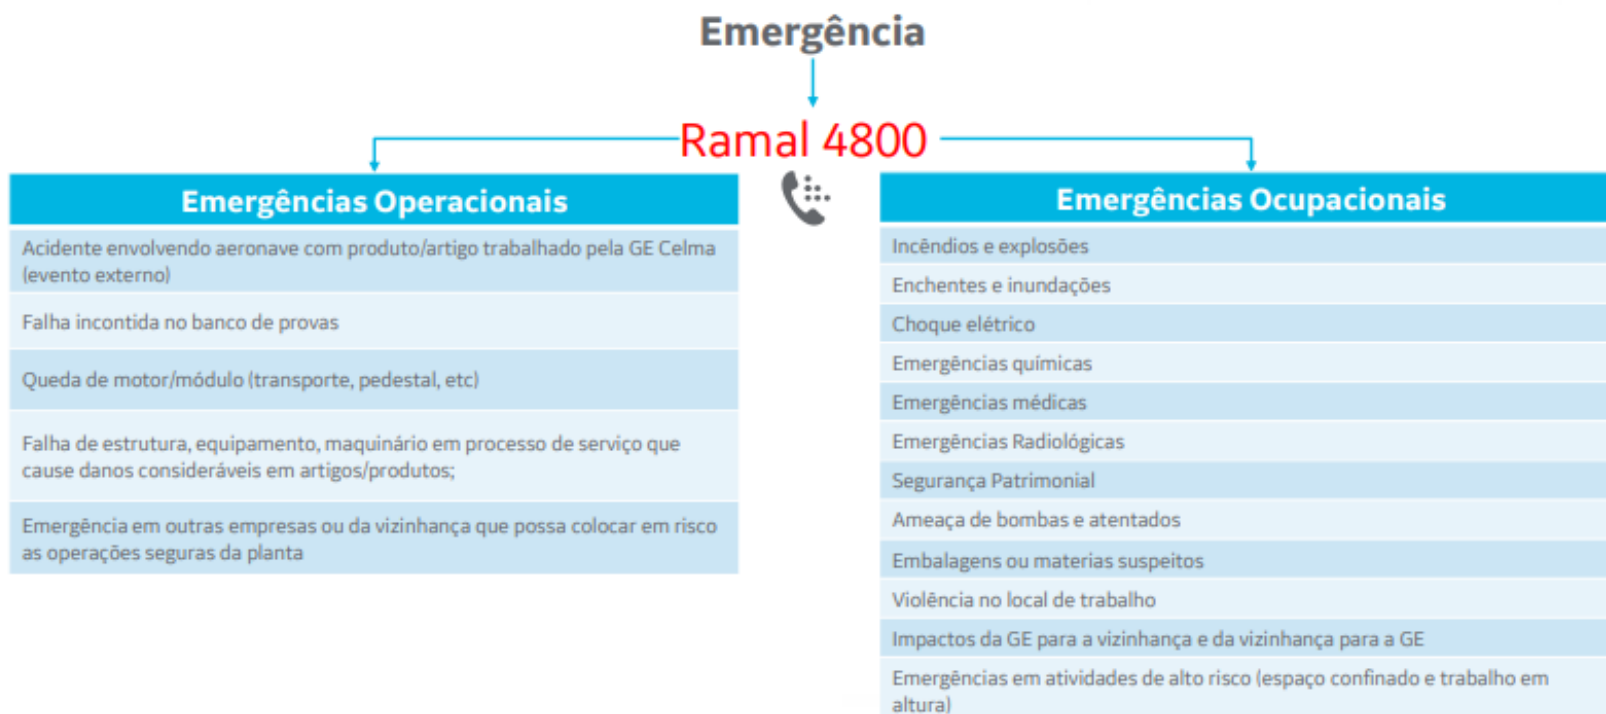 Emergência
Ramal 4800
Emergências Operacionais
Acidente envolvendo aeronave com produto/artigo trabalhado pela GE Celma
(evento externo)
Falha incontida no banco de provas
Queda de motor/módulo (transporte, pedestal, etc)
Falha de estrutura, equipamento, maquinário em processo de serviço que
cause danos consideráveis em artigos/produtos;
Emergência em outras empresas ou da vizinhança que possa colocar em risco
as operações seguras da planta
Emergências Ocupacionais
Incêndios e explosões
Enchentes e inundações
Choque elétrico
Emergências químicas
Emergências médicas
Emergências Radiológicas
Segurança Patrimonial
Ameaça de bombas e atentados
Embalagens ou materias suspeitos
Violência no local de trabalho
Impactos da GE para a vizinhança e da vizinhança para a GE
Emergências em atividades de alto risco (espaço confinado e trabalho em
altura)